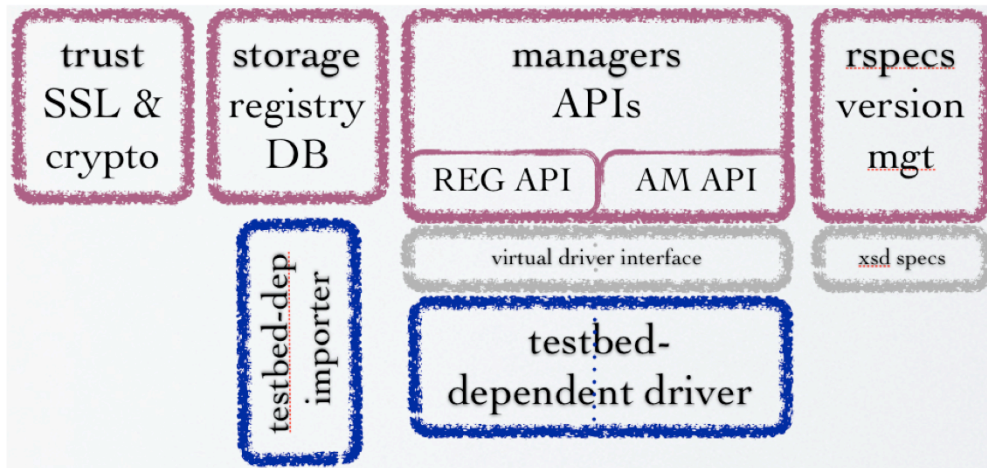 trust
SSL &
crypto
storage
registry
DB
managers
APIs
REG API
AM API
rspecs
version
mgt
virtual driver interface
xsd specs
testbed-dep
importer
testbed-
dependent driver